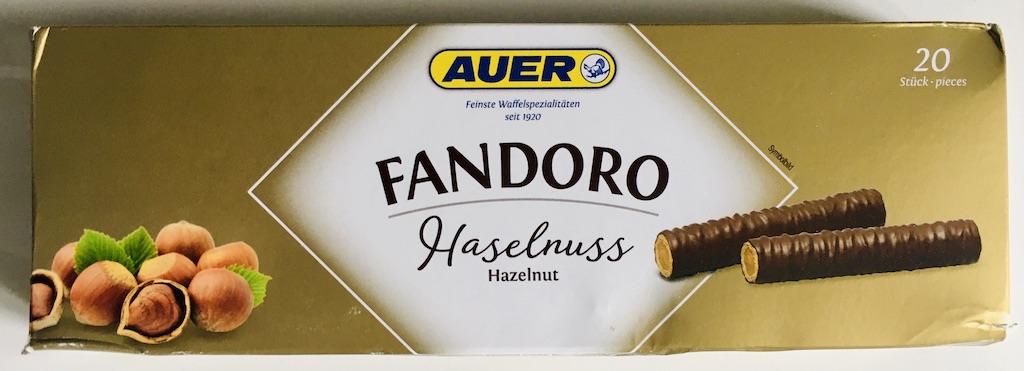 AUER
Feinste Waffelspezialitäten
seit 1920
FANDORO
Haselnuss
Hazelnut
20
Stück · pieces
Symbolbild